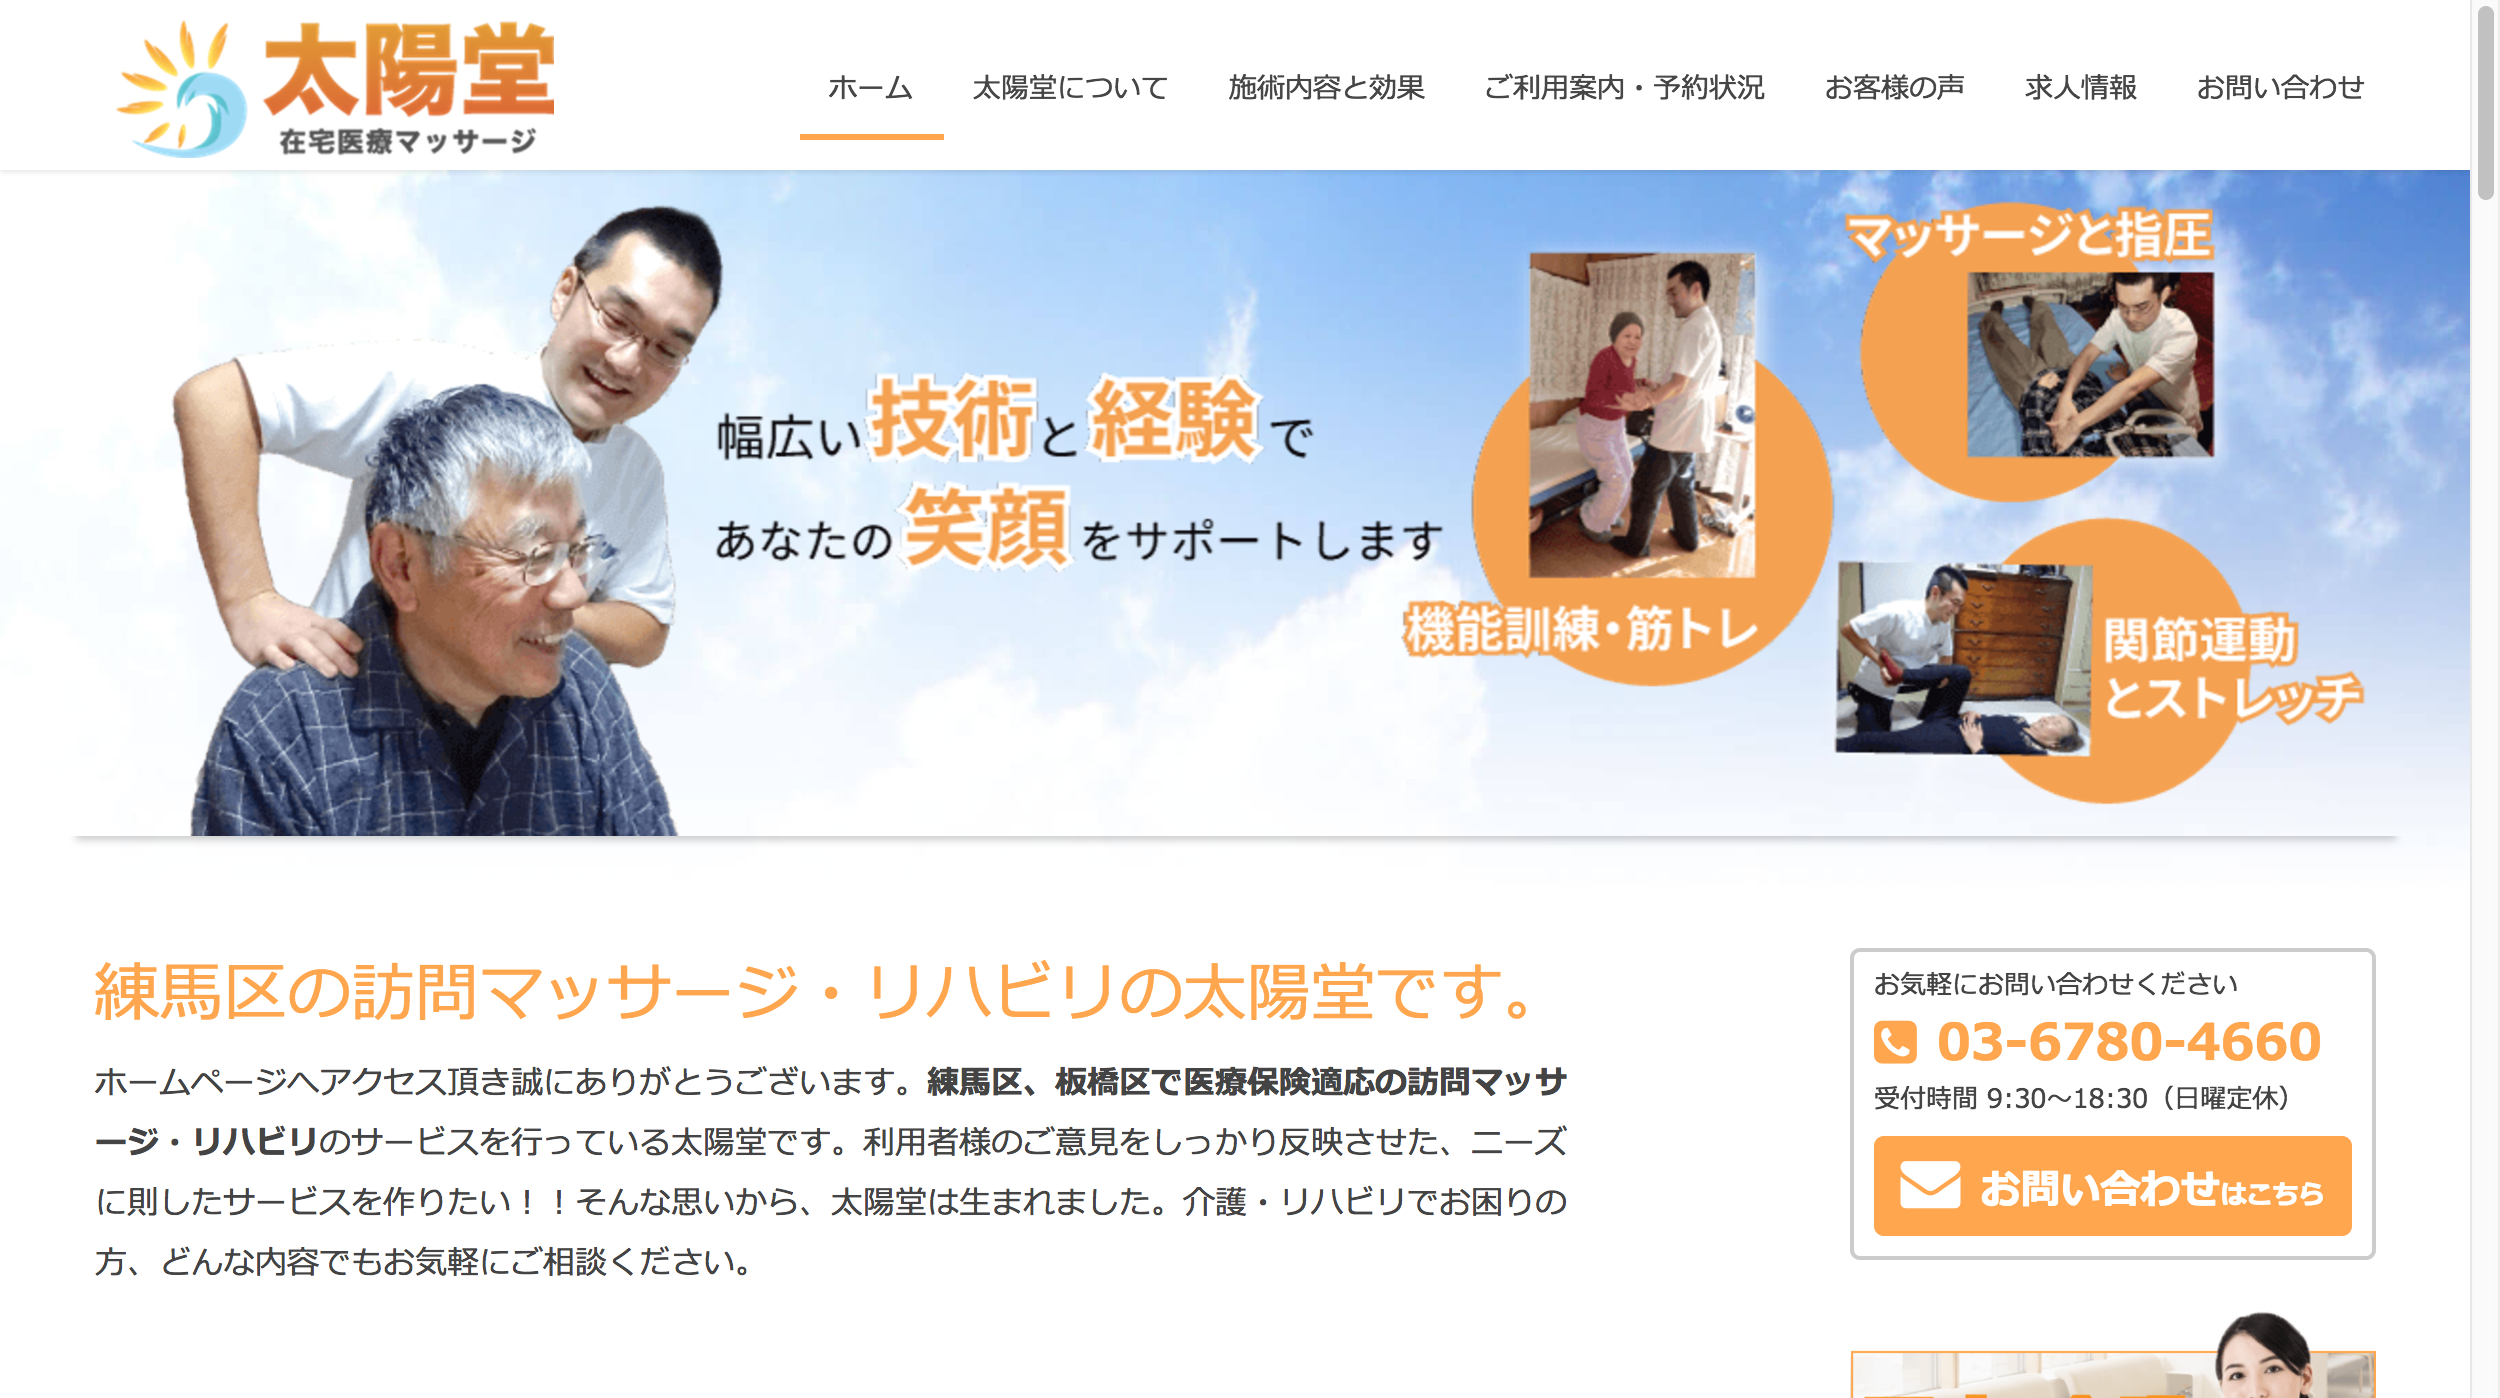 太陽堂
在宅医療マッサージ
ホーム
太陽堂について
施術内容と効果
ご利用案内・予約状況
お客様の声
求人情報
お問い合わせ
幅広い技術と経験で
あなたの笑顔をサポートします
マッサージと指圧
機能訓練・筋トレ
関節運動
とストレッチ
練馬区の訪問マッサージ・リハビリの太陽堂です。
ホームページへアクセス頂き誠にありがとうございます。練馬区、板橋区で医療保険適応の訪問マッサ
ージ・リハビリのサービスを行っている太陽堂です。利用者様のご意見をしっかり反映させた、ニーズ
に則したサービスを作りたい！！そんな思いから、太陽堂は生まれました。介護・リハビリでお困りの
方、どんな内容でもお気軽にご相談ください。
お気軽にお問い合わせください
03-6780-4660
受付時間 9:30～18:30（日曜定休）
お問い合わせはこちら